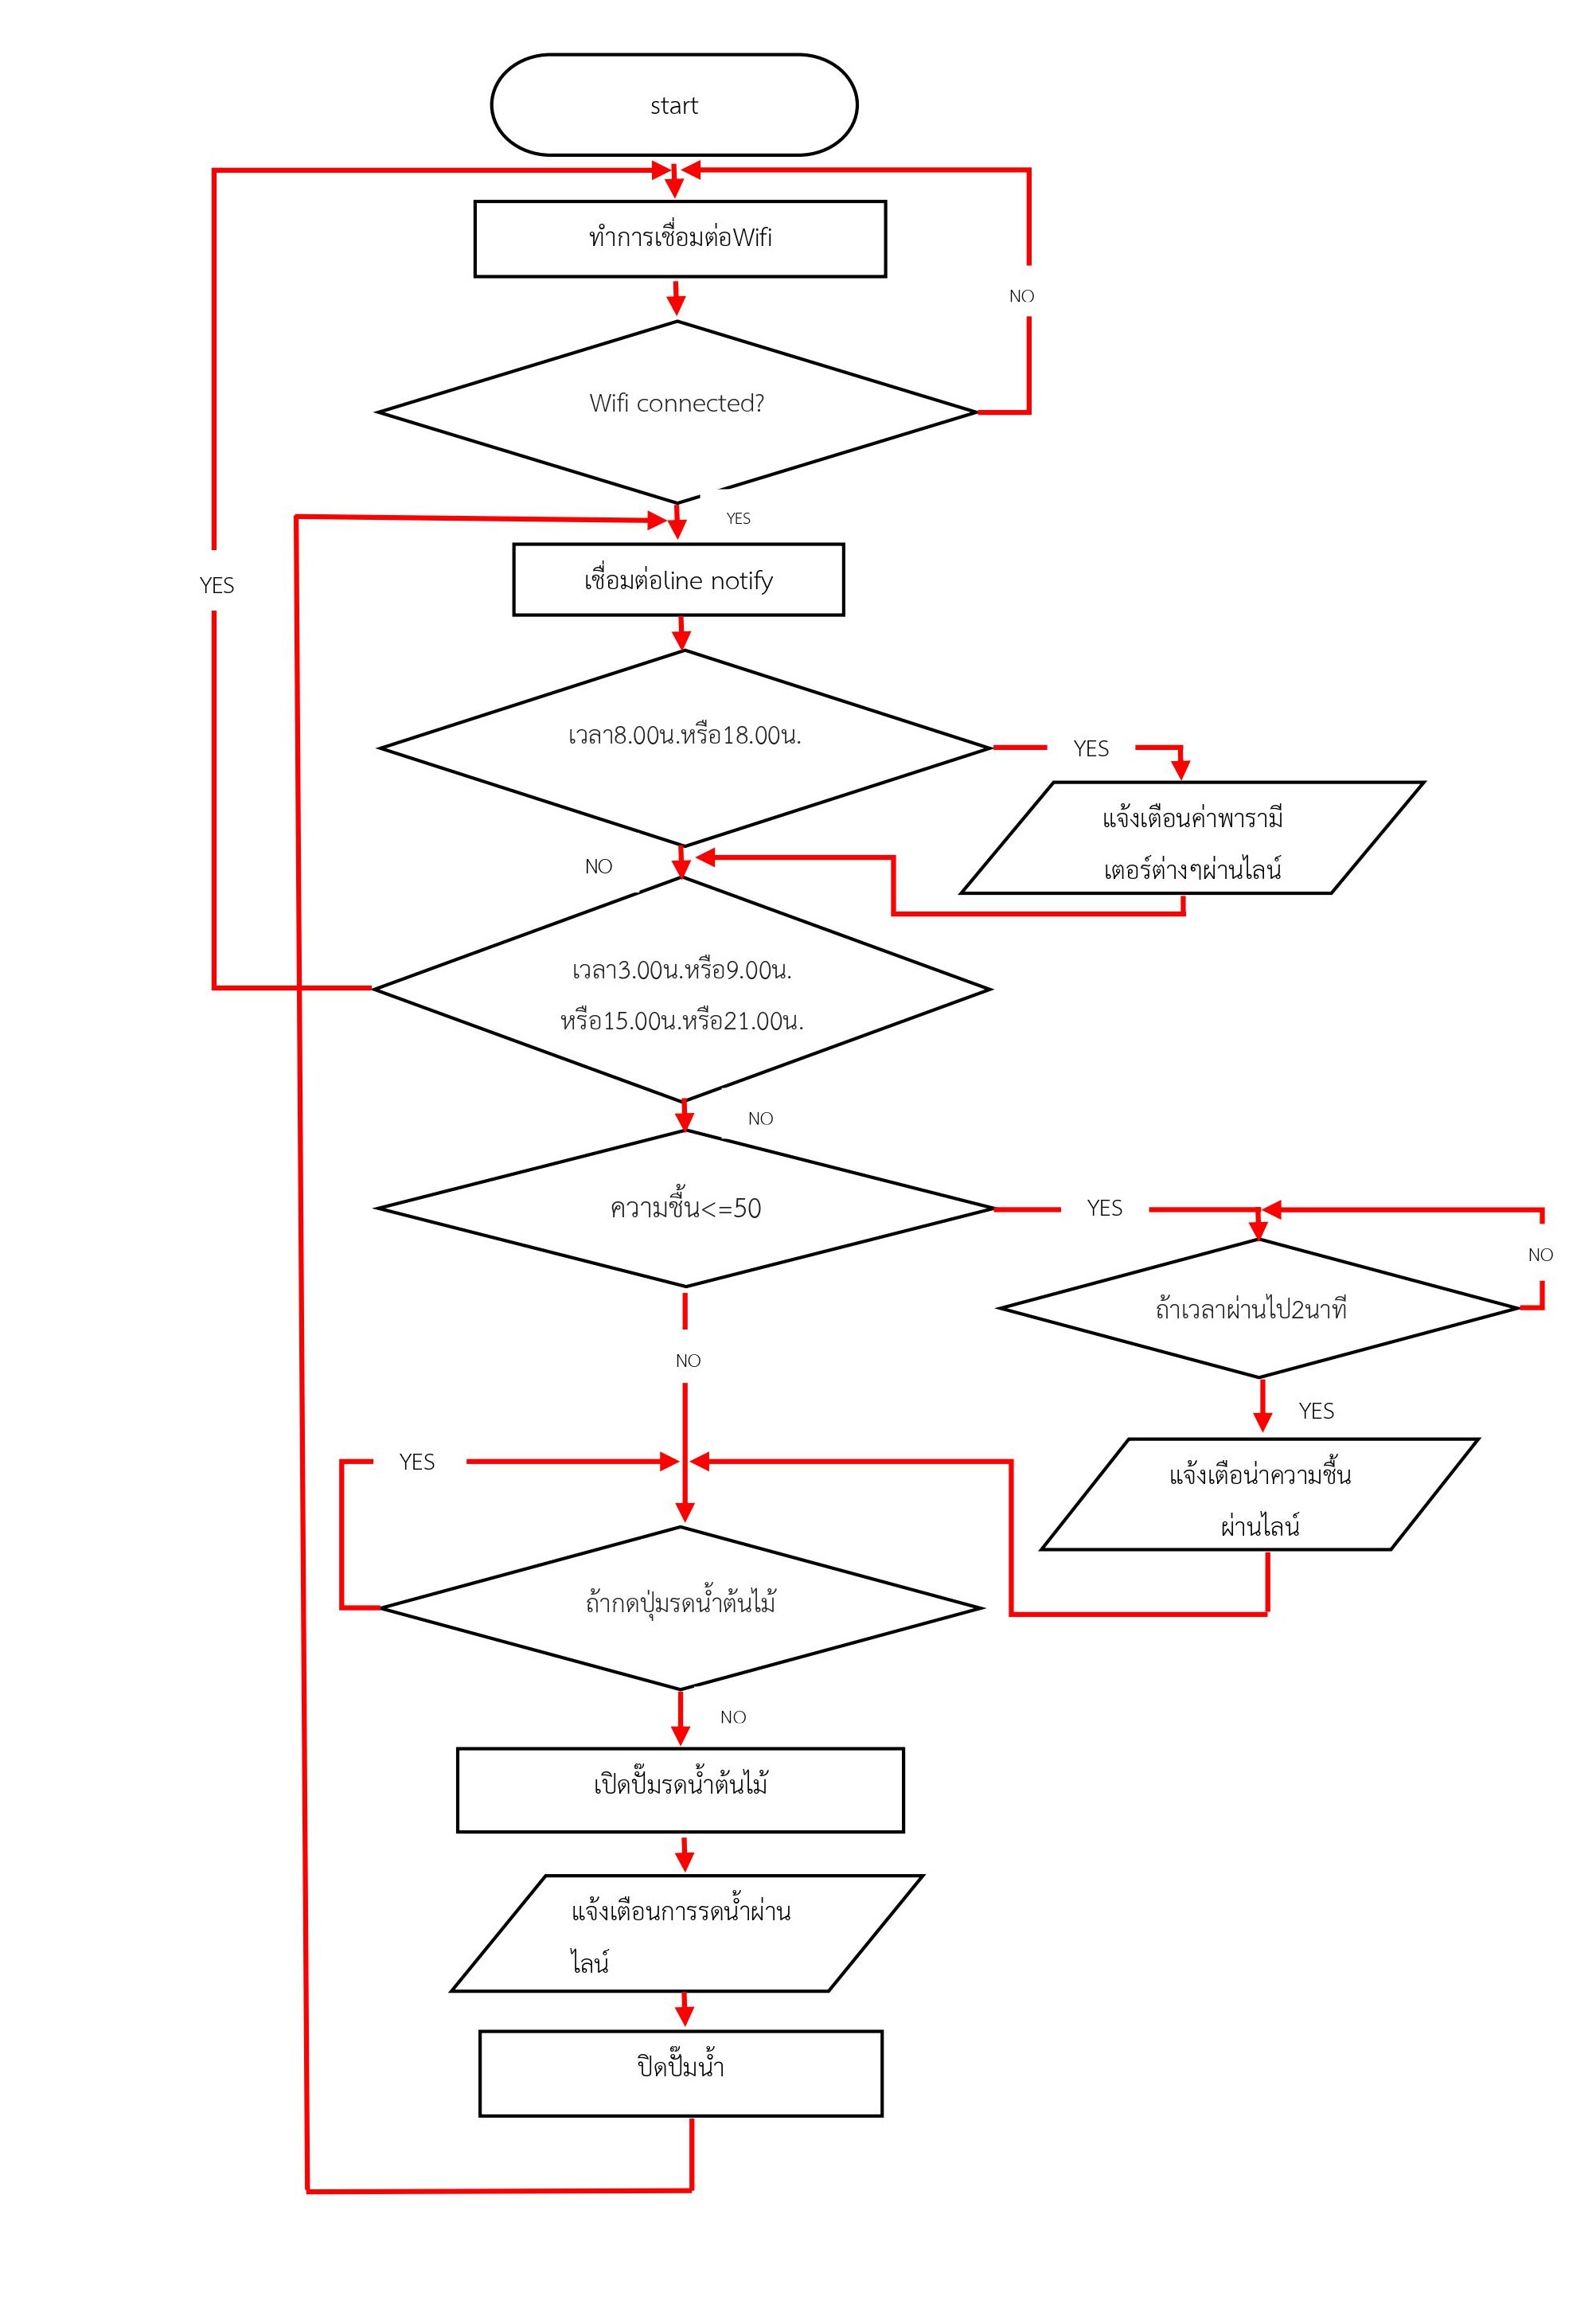 start
ทำการเชื่อมต่อWifi
NO
Wifi connected?
YES
YES
เชื่อมต่อline notify
เวลา8.00น.หรือ18.00น.
YES
แจ้งเตือนค่าพารามี
เตอร์ต่างๆผ่านไลน์
NO
เวลา3.00น.หรือ9.00น.
หรือ15.00น.หรือ21.00น.
NO
ความชื้น<=50
YES
NO
ถ้าเวลาผ่านไป2นาที
NO
YES
YES
แจ้งเตือน่าความชื้น
ผ่านไลน์
ถ้ากดปุ่มรดน้ำต้นไม้
NO
เปิดปั๊มรดน้ำต้นไม้
แจ้งเตือนการรดน้ำผ่าน
ไลน์
ปิดปั๊มน้ำ